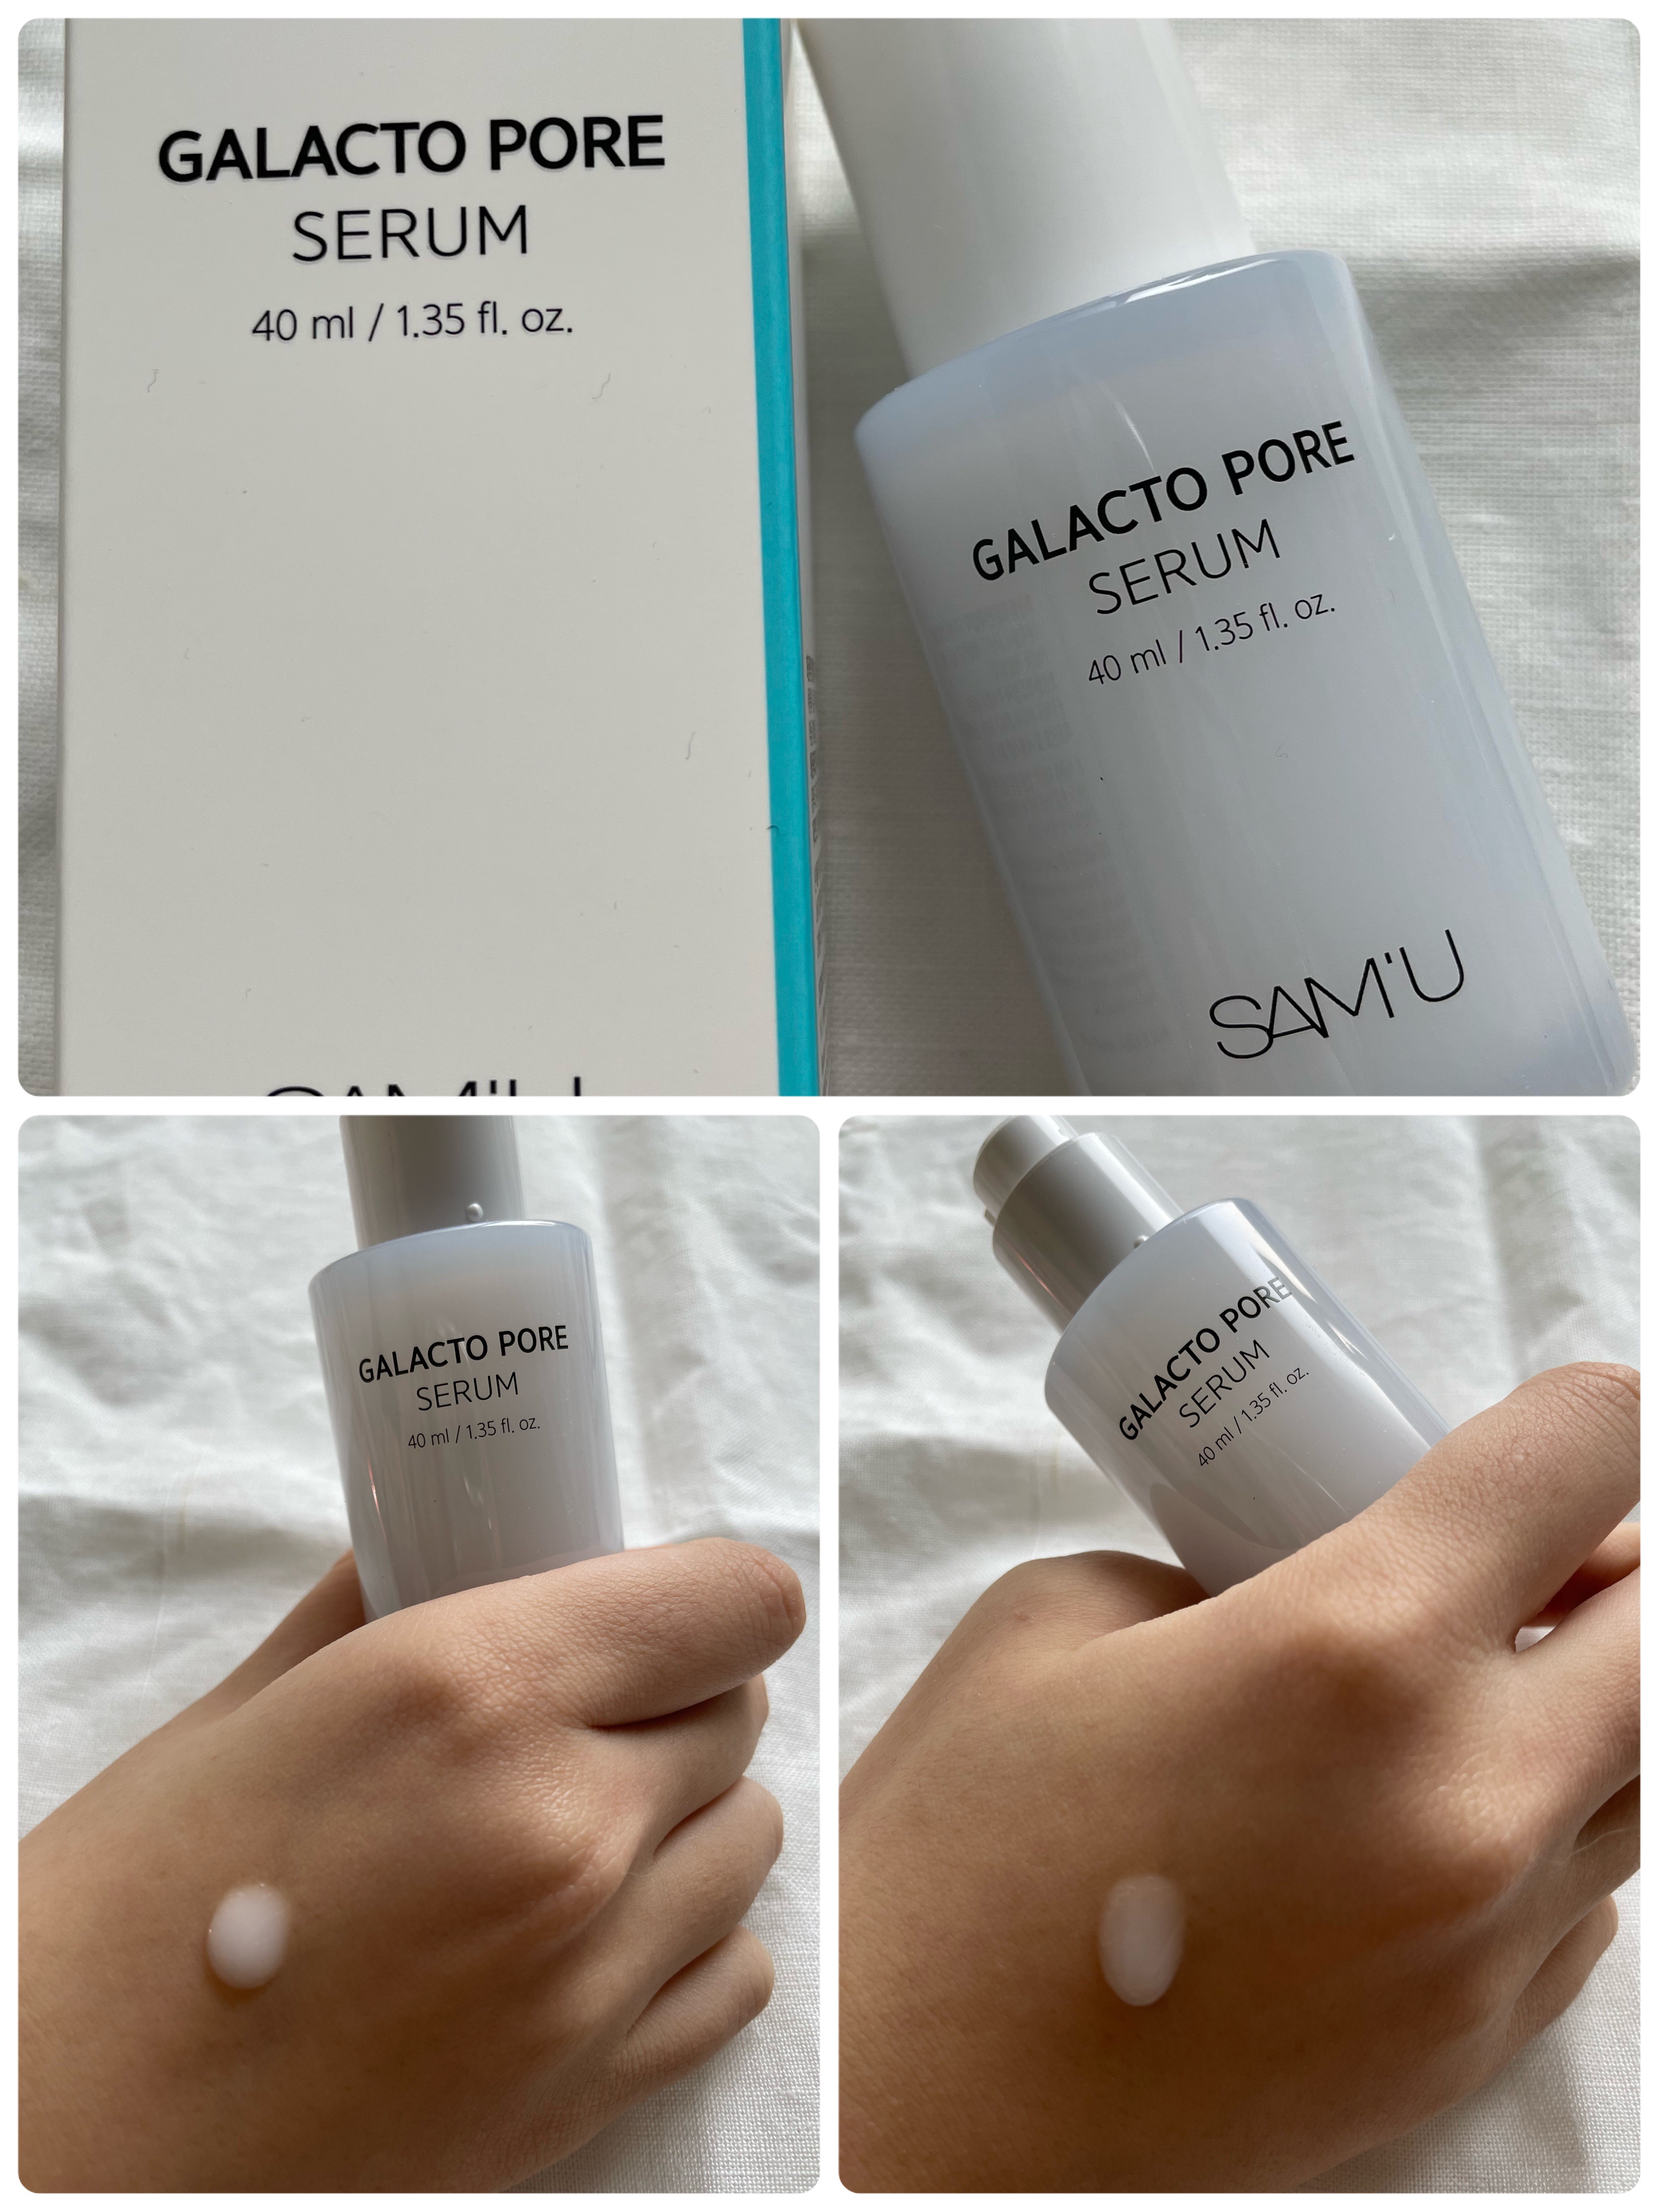 GALACTO PORE
SERUM
40 ml / 1.35 fl. oz.
SAM'U
GALACTO PORE
SERUM
40 ml / 1.35 fl. oz.
SAM'U
GALACTO PORE
SERUM
40 ml / 1.35 fl. oz.
GALACTO PORE
SERUM
40 ml / 1.35 fl. oz.